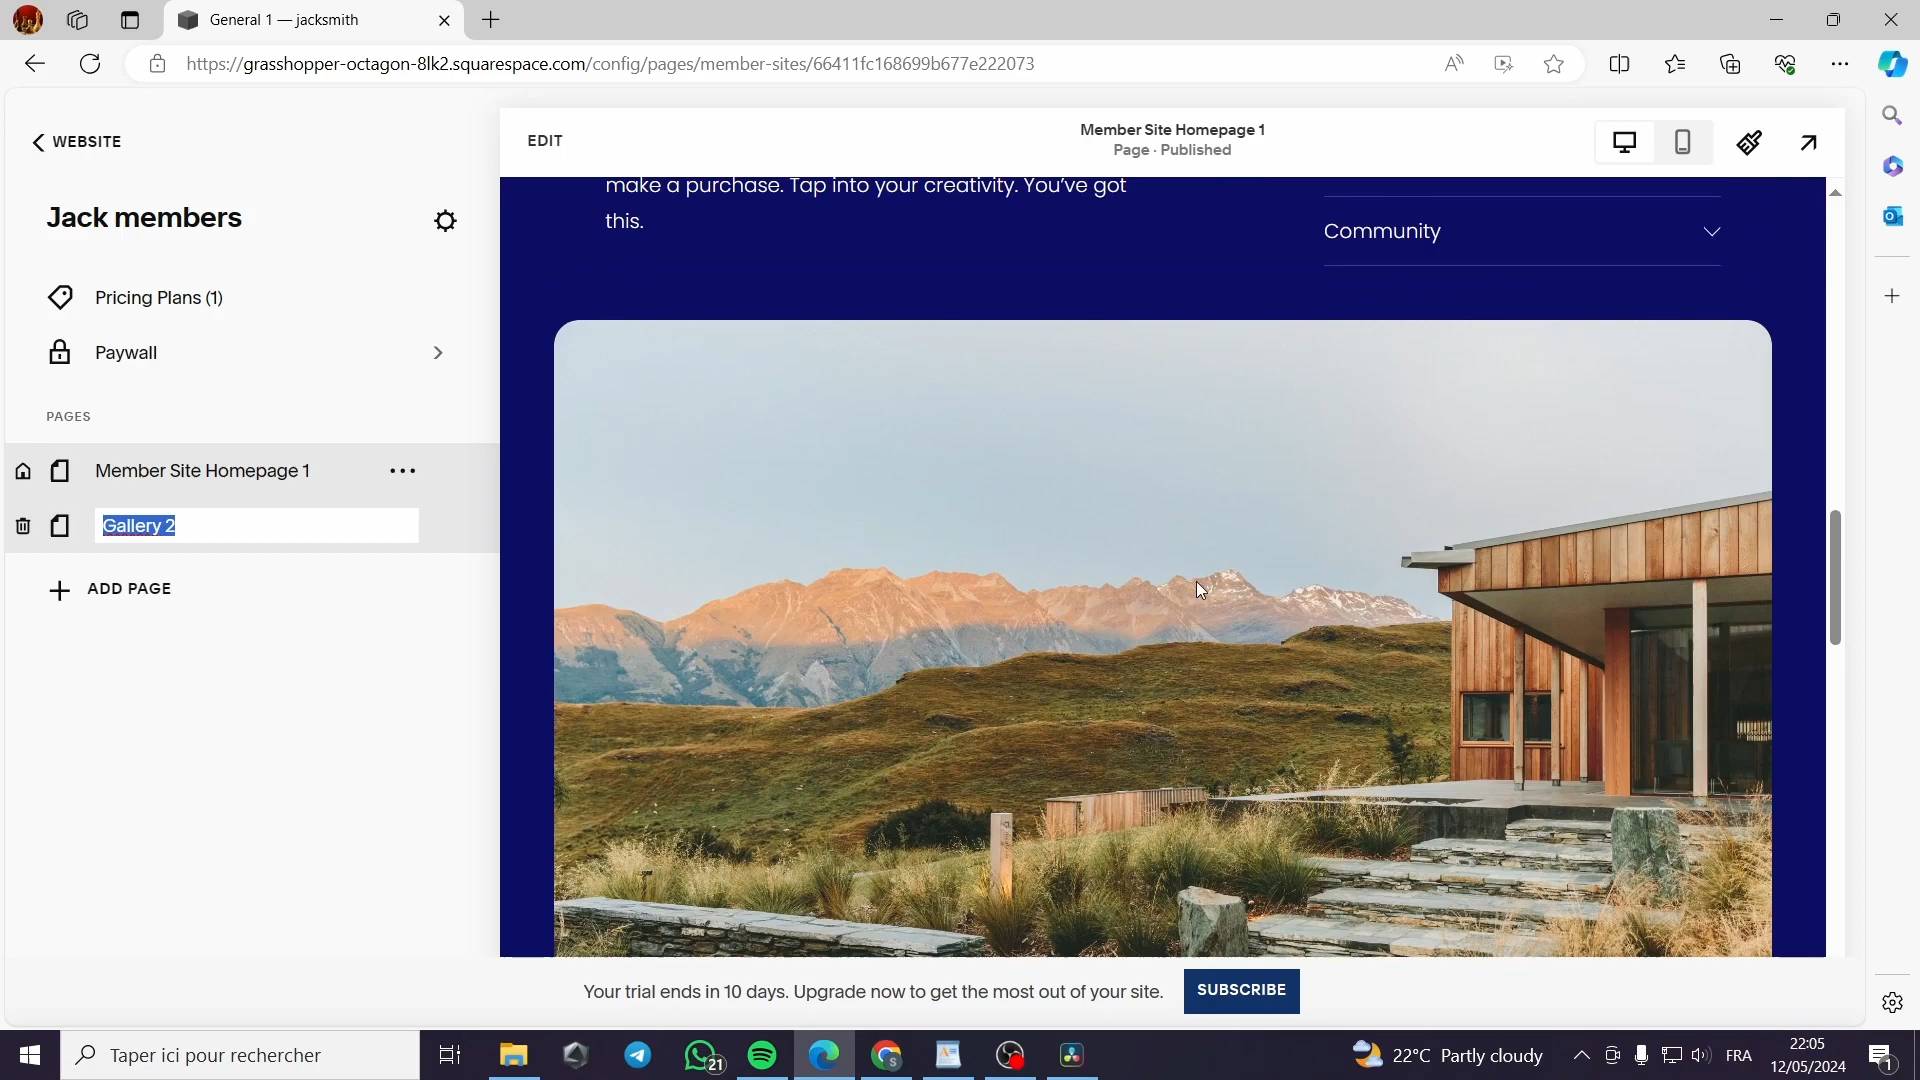 General 1 — jacksmith
https://grasshopper-octagon-8lk2.squarespace.com/config/pages/member-sites/66411fc168699b677e222073
WEBSITE
Jack members
Pricing Plans (1)
Paywall
PAGES
Member Site Homepage 1
Gallery 2
ADD PAGE
EDIT
Member Site Homepage 1
Page · Published
make a purchase. Tap into your creativity. You've got
this.
Community
Your trial ends in 10 days. Upgrade now to get the most out of your site.
SUBSCRIBE
Taper ici pour rechercher
21
22°C Partly cloudy
FRA
22:05
12/05/2024
1